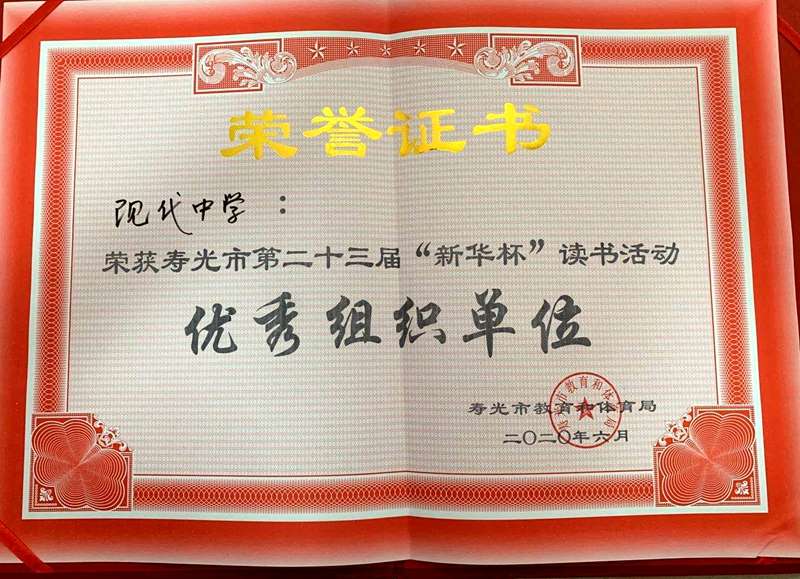 荣誉证书
现代中学：
荣获寿光市第二十三届“新华杯”读书活动
优秀组织单位
寿光市教育和体育局
二〇二〇年六月